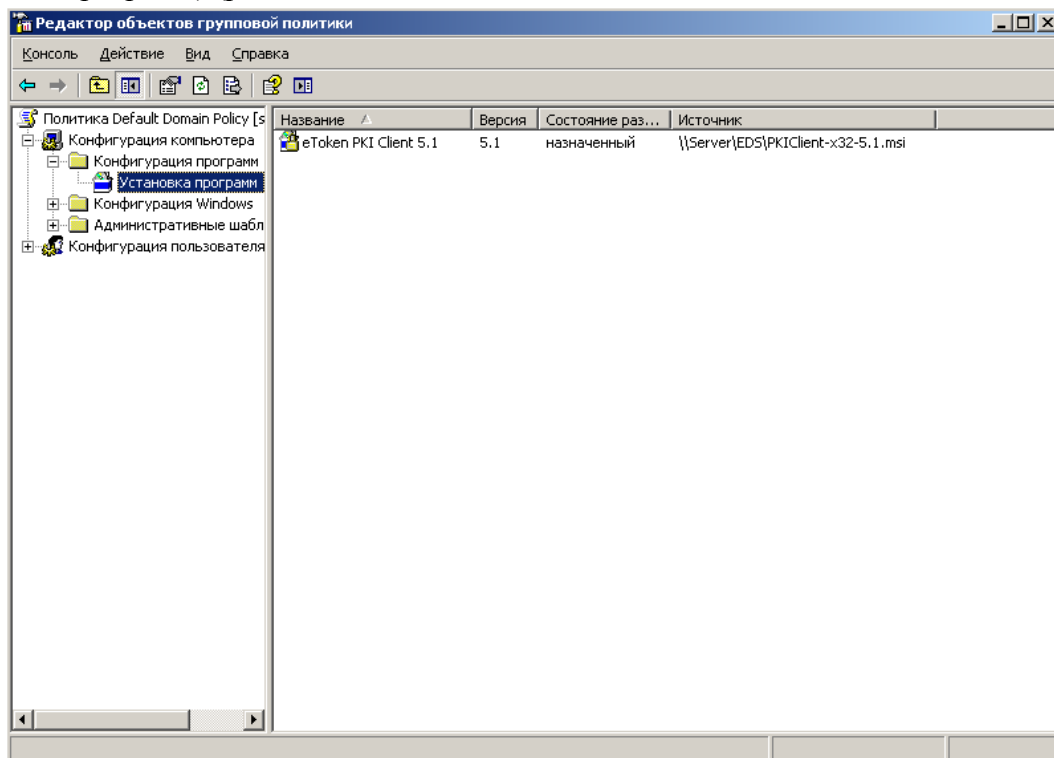 Редактор объектов групповой политики
Консоль Действие Вид Справка
Политика Default Domain Policy [s
Конфигурация компьютера
Конфигурация программ
Установка программ
Конфигурация Windows
Административные шабл
Конфигурация пользователя
Название Версия Состояние раз... Источник
eToken PKI Client 5.1 5.1 назначенный \\Server\EDS\PKIClient-x32-5.1.msi